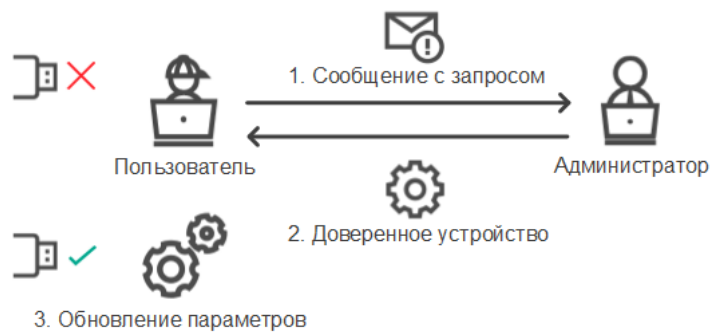 1. Сообщение с запросом
Пользователь
Администратор
2. Доверенное устройство
3. Обновление параметров